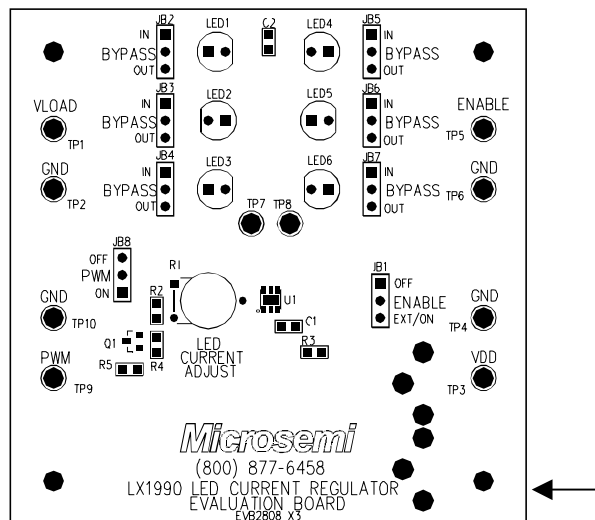 JB2 LED1 C2 LED4 JB5
IN IN
BYPASS BYPASS
OUT OUT
JB3 LED2 LED5 JB6
VLOAD IN IN ENABLE
BYPASS BYPASS
TP1 OUT OUT TP5
JB4 LED3 LED6 JB7
GND IN IN GND
BYPASS BYPASS
TP2 OUT TP7 TP8 OUT TP6
JB8
OFF R1 JB1
PWM OFF
ON R2 U1 ENABLE
GND C1 EXT/ON GND
TP10 TP4
Q1 LED R3
PWM CURRENT VDD
R5 R4 ADJUST
TP9 TP3
Microsemi
(800) 877-6458
LX1990 LED CURRENT REGULATOR
EVALUATION BOARD
EVB2808 X3